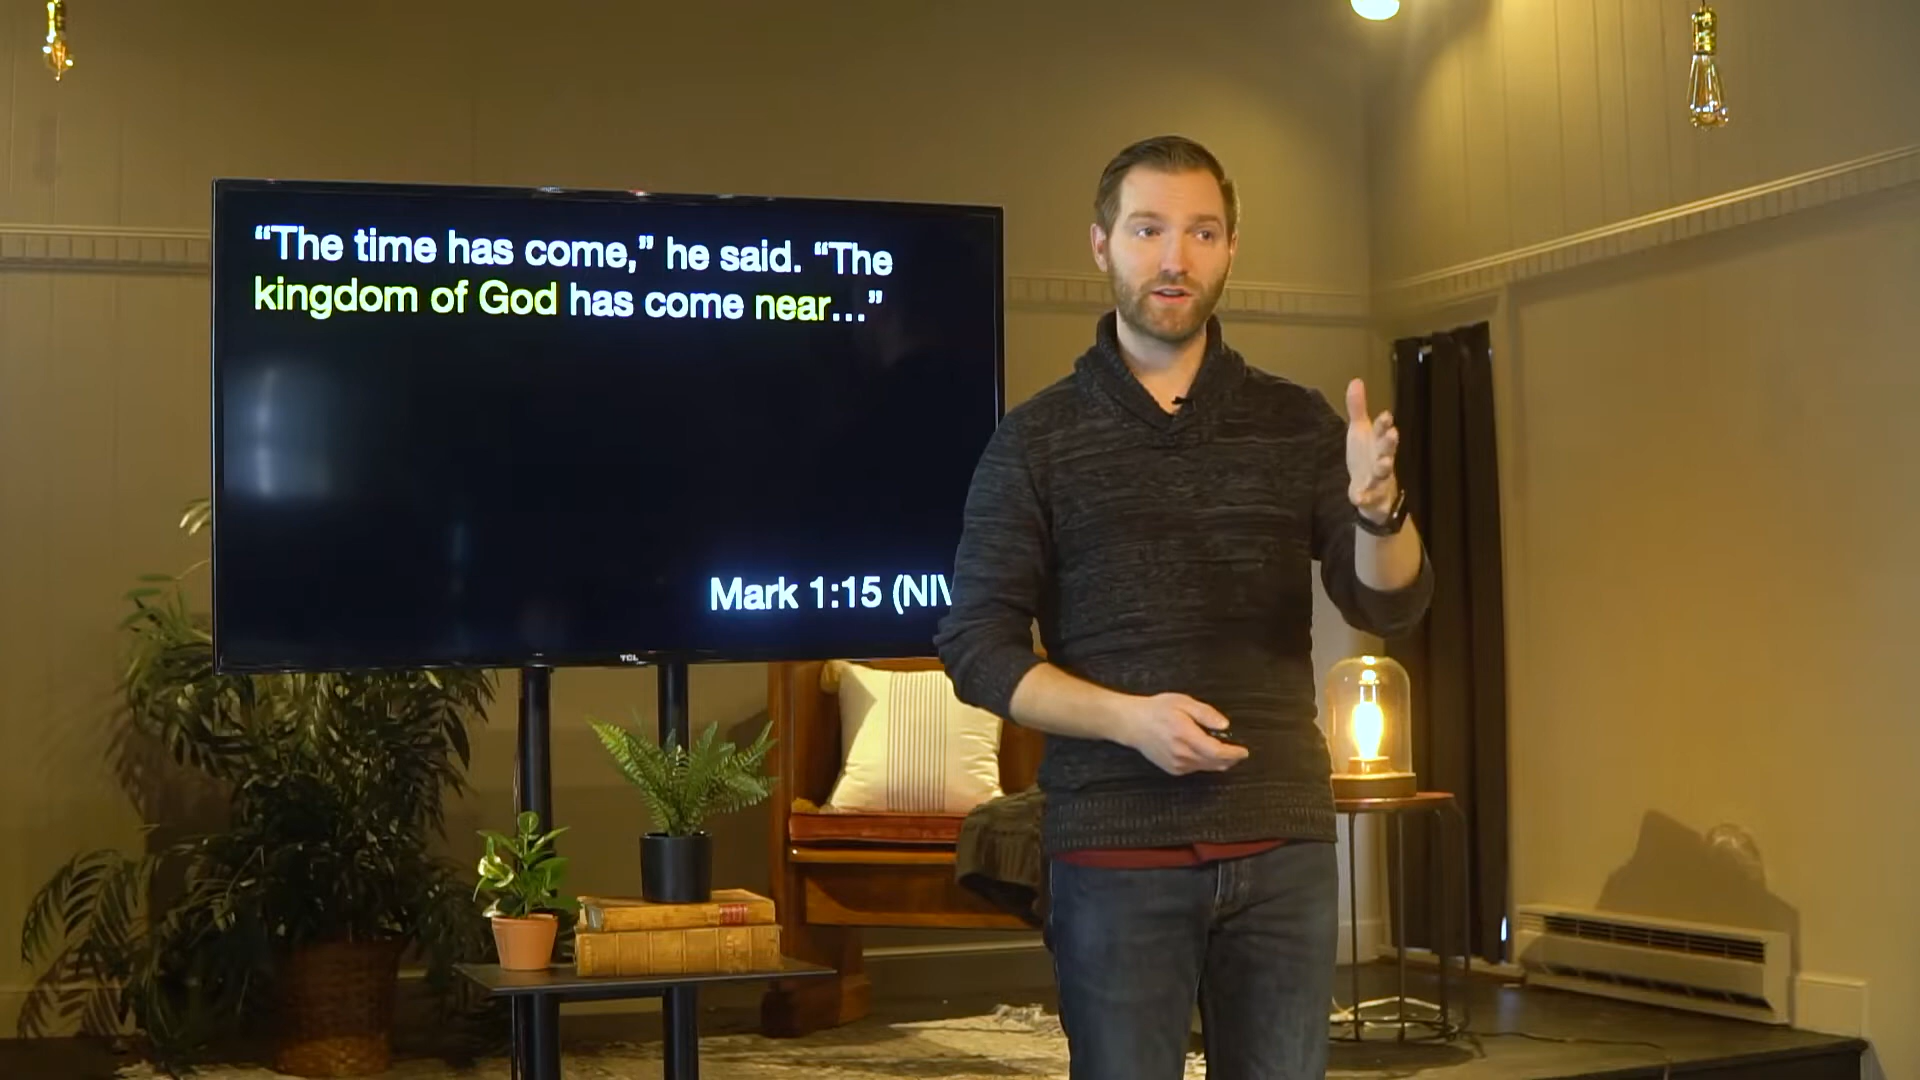 “The time has come,” he said. “The
kingdom of God has come near...”
Mark 1:15 (NIV
TCL